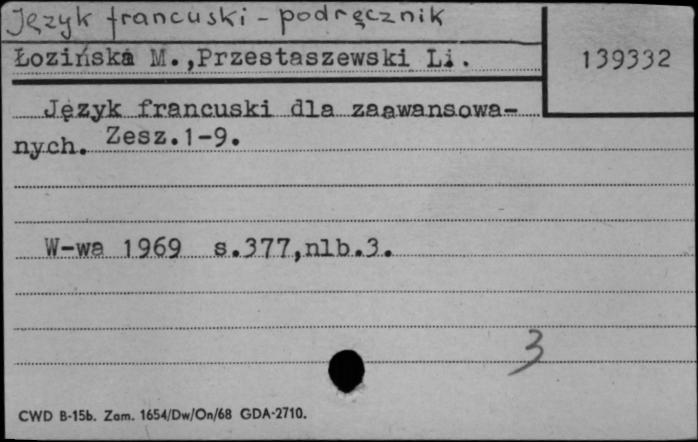 Język francuski - podręcznik
Łozińska M.,Przestaszewski Li.
139332
Język francuski dla zaawansowa-
nych. Zesz.1-9.
W-wa 1969 s.377,nlb.3.
3
CWD B-15b. Zam. 1654/Dw/On/68 GDA-2710.